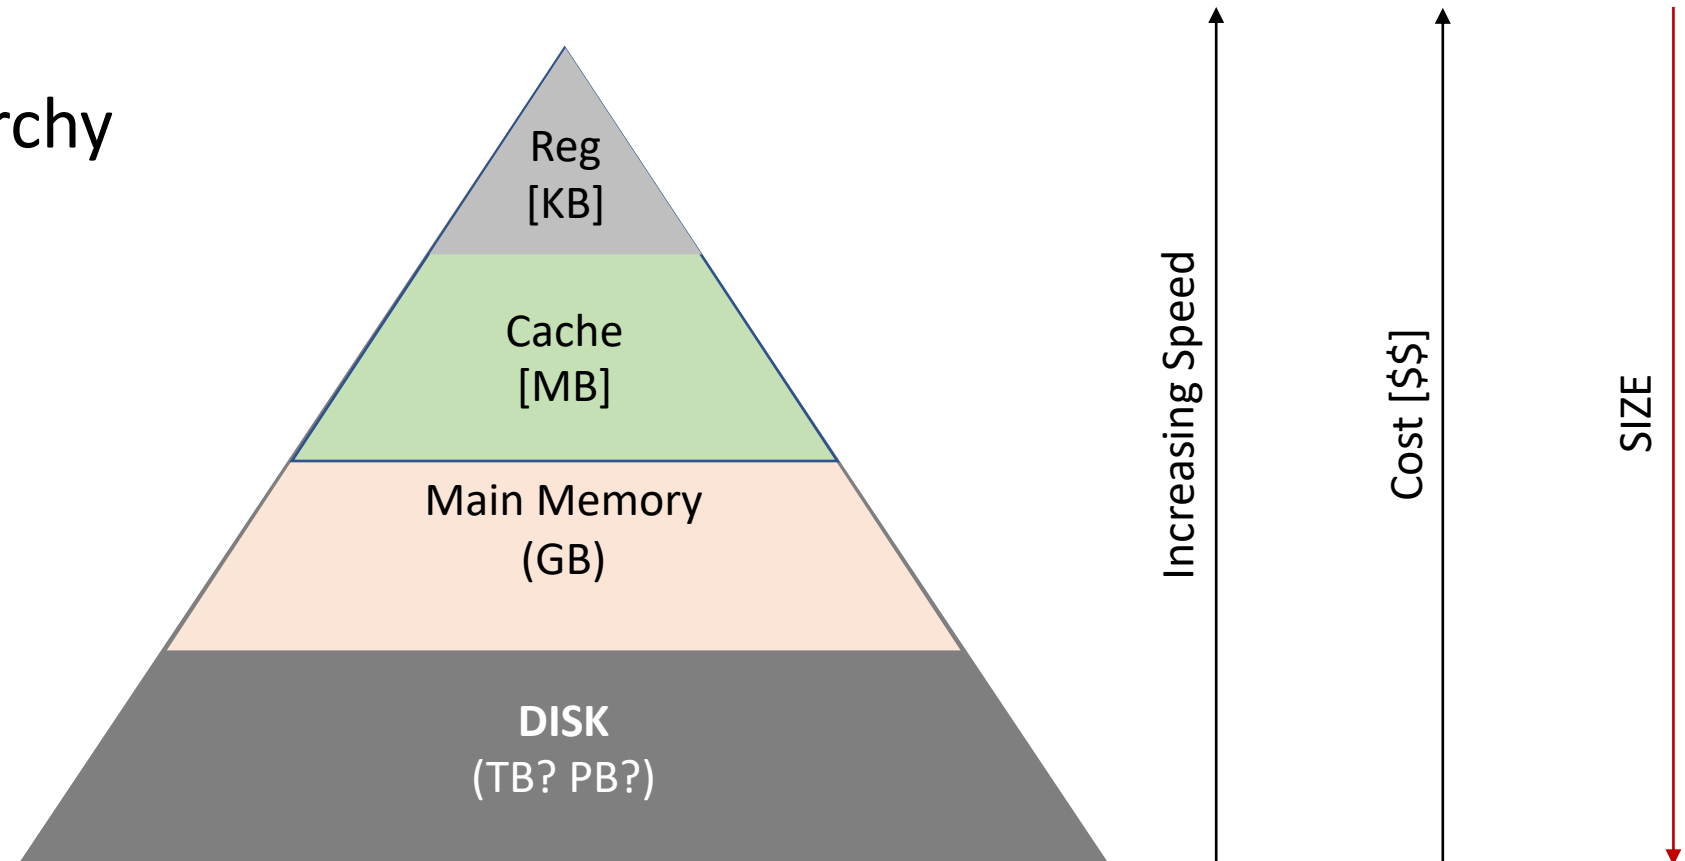 rchy
Reg
[KB]
Cache
[MB]
Main Memory
(GB)
DISK
(TB? PB?)
Increasing Speed
Cost [$$]
SIZE